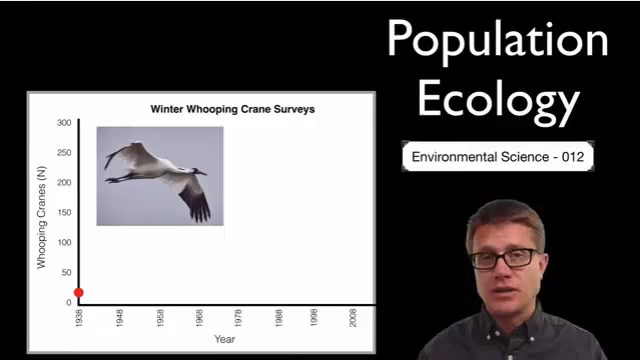 Population
Ecology
Environmental Science - 012
Winter Whooping Crane Surveys
Whooping Cranes (N)
300
250
200
150
100
50
0
1938
1948
1958
1968
1978
1988
1998
2008
Year